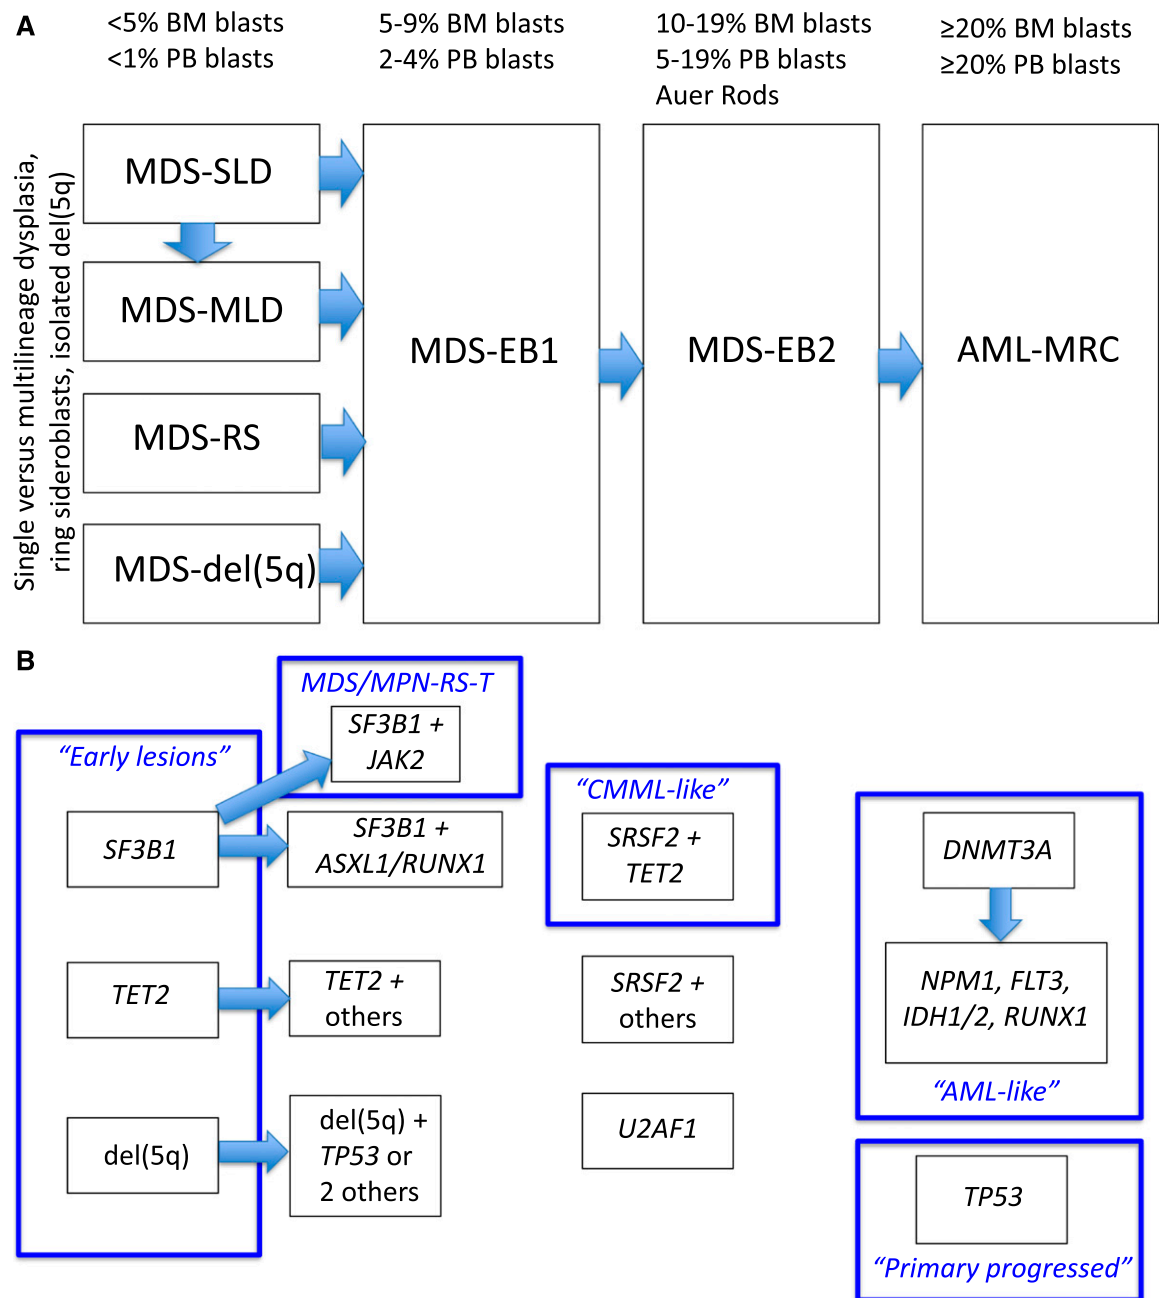 A
<5% BM blasts
<1% PB blasts
5-9% BM blasts
2-4% PB blasts
10-19% BM blasts
5-19% PB blasts
Auer Rods
≥20% BM blasts
≥20% PB blasts
Single versus multilineage dysplasia,
ring sideroblasts, isolated del(5q)
MDS-SLD
MDS-MLD
MDS-RS
MDS-del(5q)
MDS-EB1
MDS-EB2
AML-MRC
B
“Early lesions”
SF3B1
TET2
del(5q)
MDS/MPN-RS-T
SF3B1 +
JAK2
SF3B1 +
ASXL1/RUNX1
TET2 +
others
del(5q) +
TP53 or
2 others
“CMML-like”
SRSF2 +
TET2
SRSF2 +
others
U2AF1
DNMT3A
NPM1, FLT3,
IDH1/2, RUNX1
“AML-like”
TP53
“Primary progressed”